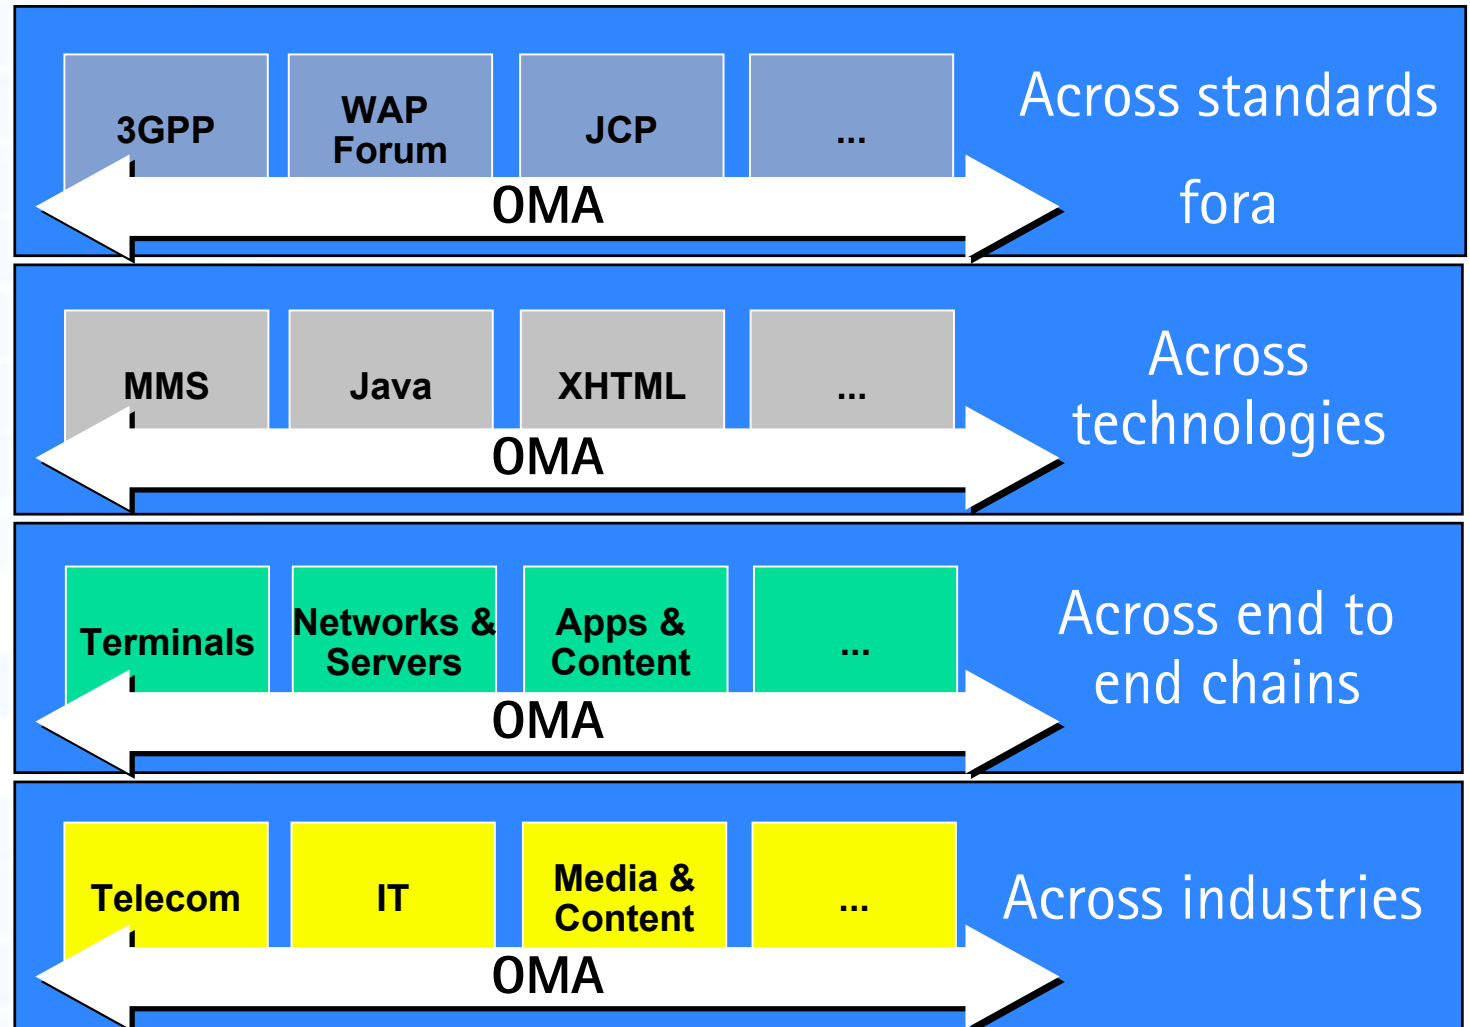 3GPP
WAP
Forum
JCP
...
OMA
Across standards
fora
MMS
Java
XHTML
...
OMA
Across
technologies
Terminals
Networks &
Servers
Apps &
Content
...
OMA
Across end to
end chains
Telecom
IT
Media &
Content
...
OMA
Across industries